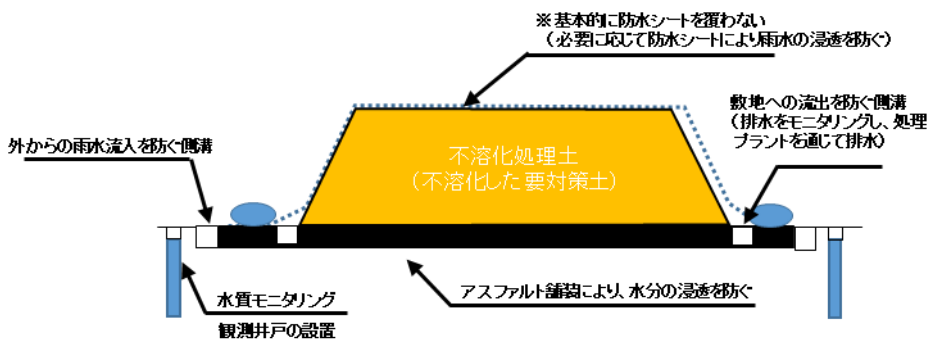 ※基本的に防水シートを覆わない
（必要に応じて防水シートにより雨水の浸透を防ぐ）
敷地への流出を防ぐ側溝
（排水をモニタリングし、処理
プラントを通じて排水）
外からの雨水流入を防ぐ側溝
不溶化処理土
（不溶化した要対策土）
水質モニタリング
観測井戸の設置
アスファルト舗装により、水分の浸透を防ぐ